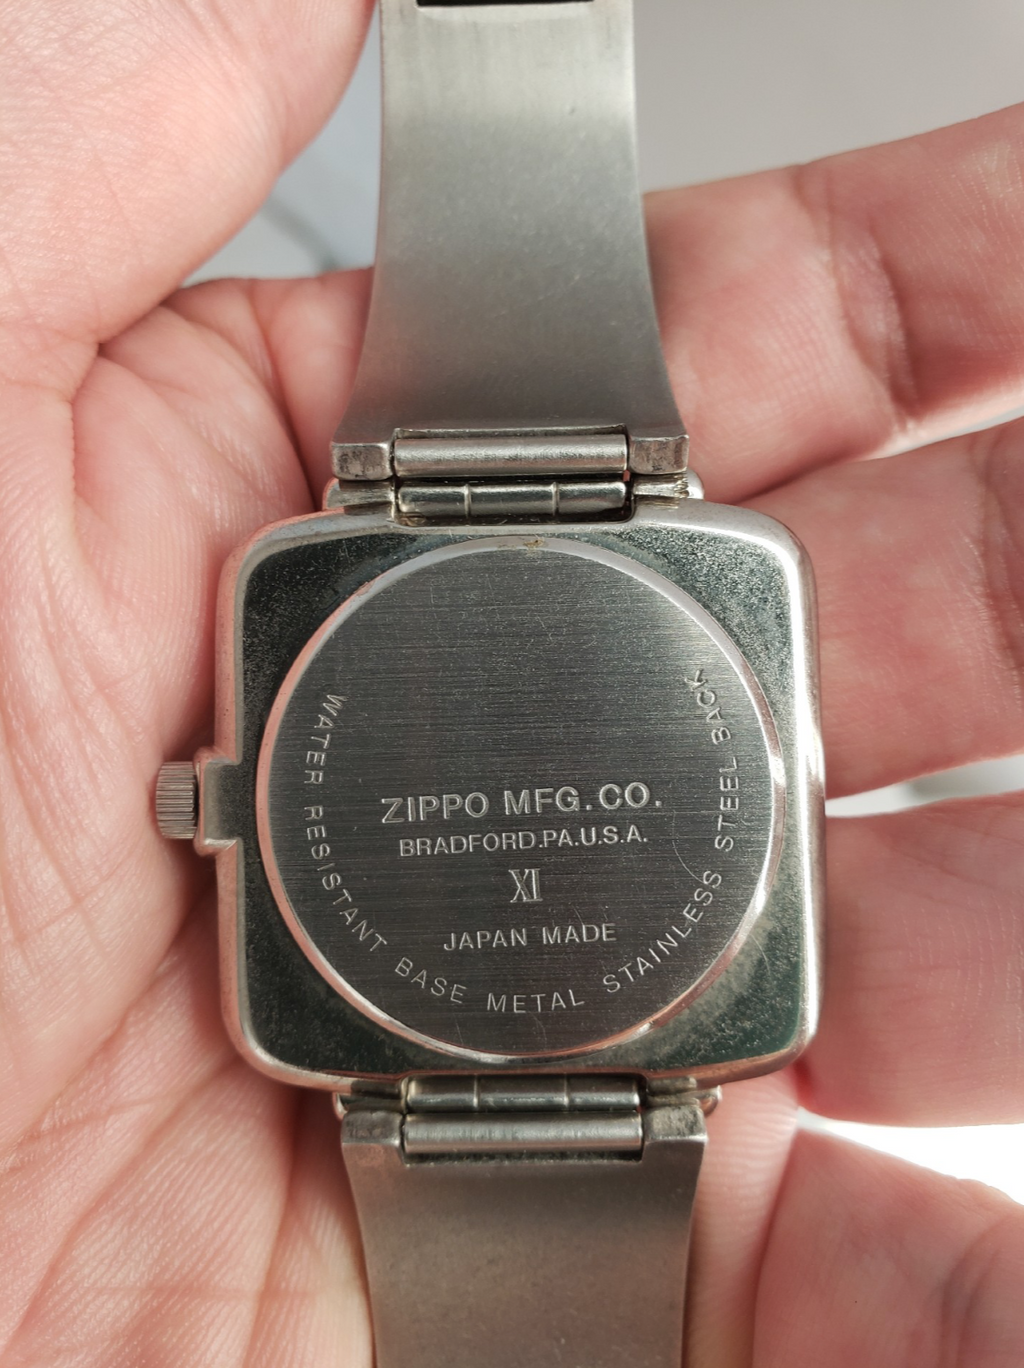 ZIPPO MFG.CO.
BRADFORD.PA.U.S.A.
XI
JAPAN MADE
WATER RESISTANT BASE METAL STAINLESS STEEL BACK